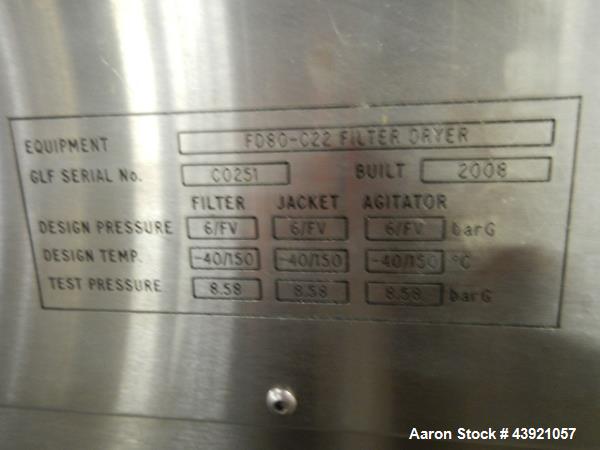 EQUIPMENT FD80-C22 FILTER DRYER
GLF SERIAL No. C0251 BUILT 2008
FILTER JACKET AGITATOR
DESIGN PRESSURE 6/FV 6/FV 6/FV barG
DESIGN TEMP. -40/150 -40/150 -40/150 °C
TEST PRESSURE 8.58 8.58 8.58 barG
Aaron Stock # 43921057